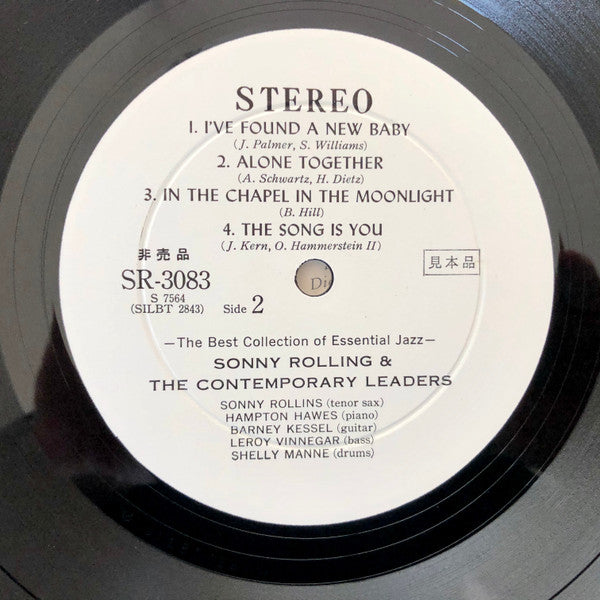 STEREO
1. I'VE FOUND A NEW BABY
(J. Palmer, S. Williams)
2. ALONE TOGETHER
(A. Schwartz, H. Dietz)
3. IN THE CHAPEL IN THE MOONLIGHT
(B. Hill)
4. THE SONG IS YOU
(J. Kern, O. Hammerstein II)
非売品
見本品
SR-3083
S 7564
(SILBT 2843)
Side 2
—The Best Collection of Essential Jazz—
SONNY ROLLING &
THE CONTEMPORARY LEADERS
SONNY ROLLINS (tenor sax)
HAMPTON HAWES (piano)
BARNEY KESSEL (guitar)
LEROY VINNEGAR (bass)
SHELLY MANNE (drums)